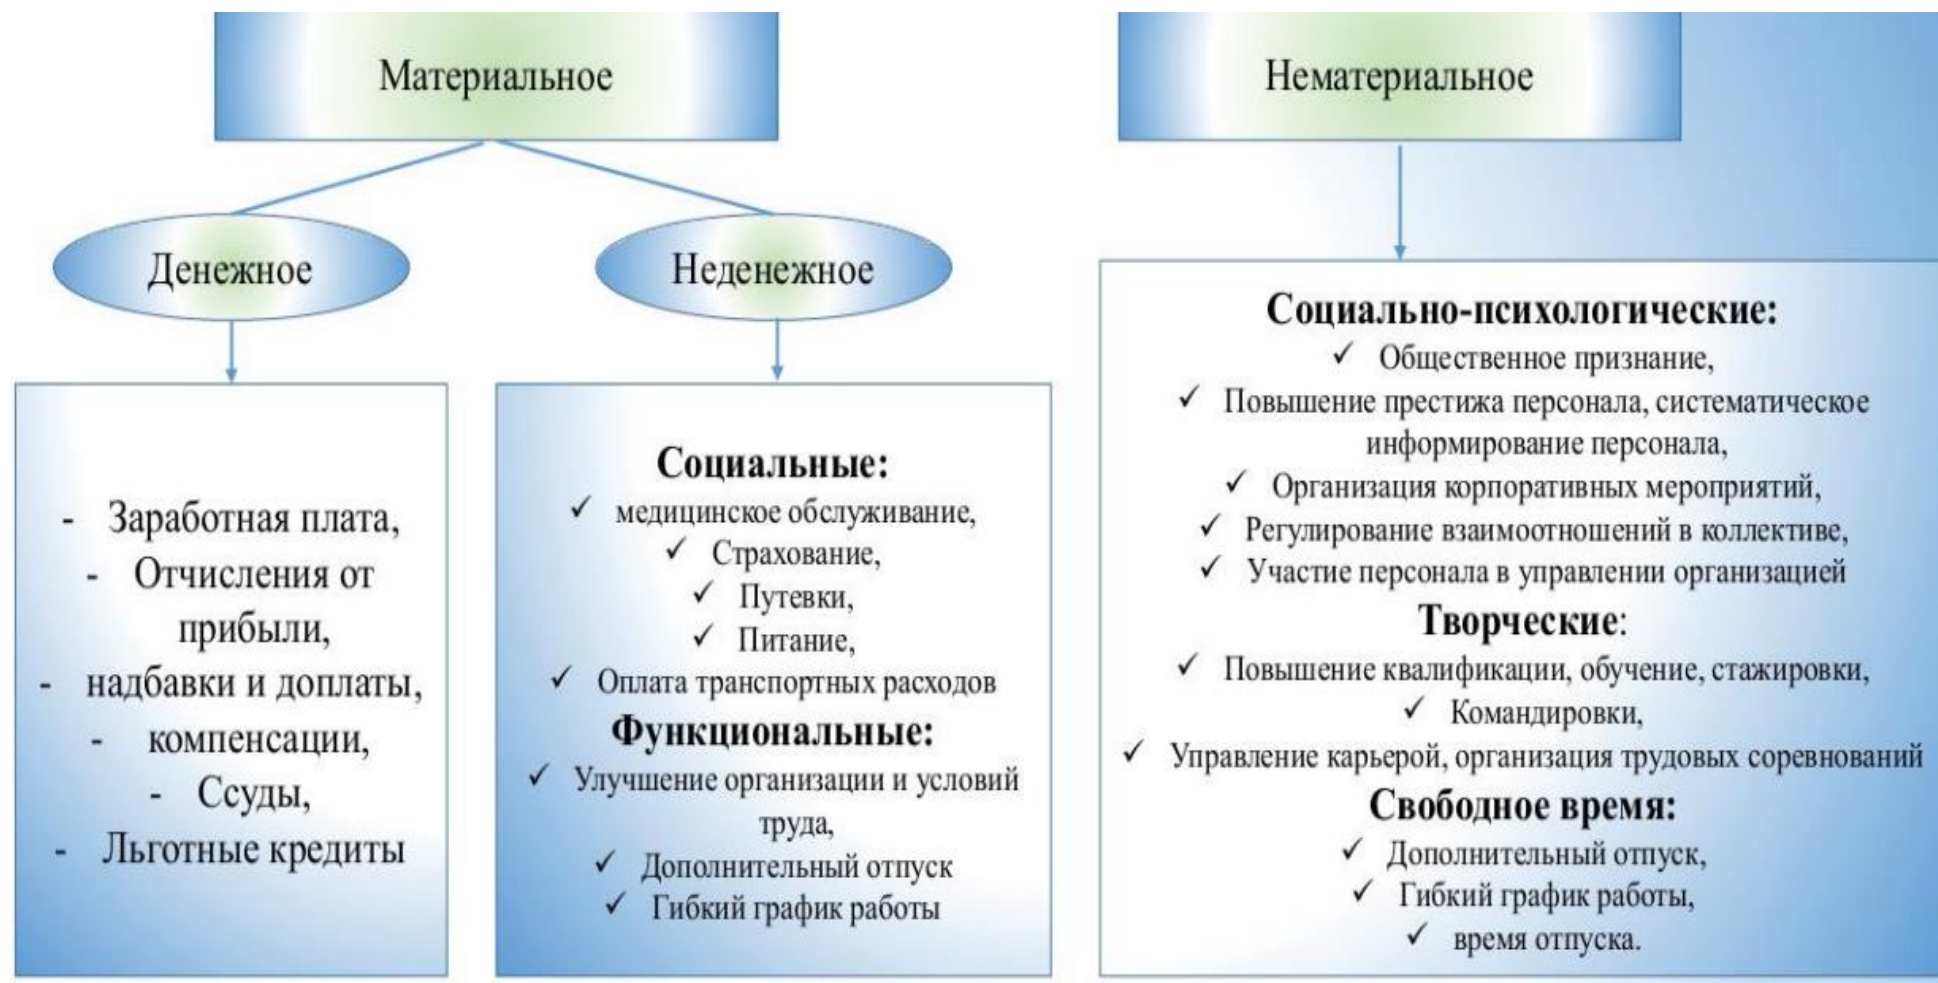 Материальное
Денежное
- Заработная плата,
- Отчисления от
прибыли,
- надбавки и доплаты,
- компенсации,
- Ссуды,
- Льготные кредиты
Неденежное
Социальные:
✓ медицинское обслуживание,
✓ Страхование,
✓ Путевки,
✓ Питание,
✓ Оплата транспортных расходов
Функциональные:
✓ Улучшение организации и условий
труда,
✓ Дополнительный отпуск
✓ Гибкий график работы
Нематериальное
Социально-психологические:
✓ Общественное признание,
✓ Повышение престижа персонала, систематическое
информирование персонала,
✓ Организация корпоративных мероприятий,
✓ Регулирование взаимоотношений в коллективе,
✓ Участие персонала в управлении организацией
Творческие:
✓ Повышение квалификации, обучение, стажировки,
✓ Командировки,
✓ Управление карьерой, организация трудовых соревнований
Свободное время:
✓ Дополнительный отпуск,
✓ Гибкий график работы,
✓ время отпуска.